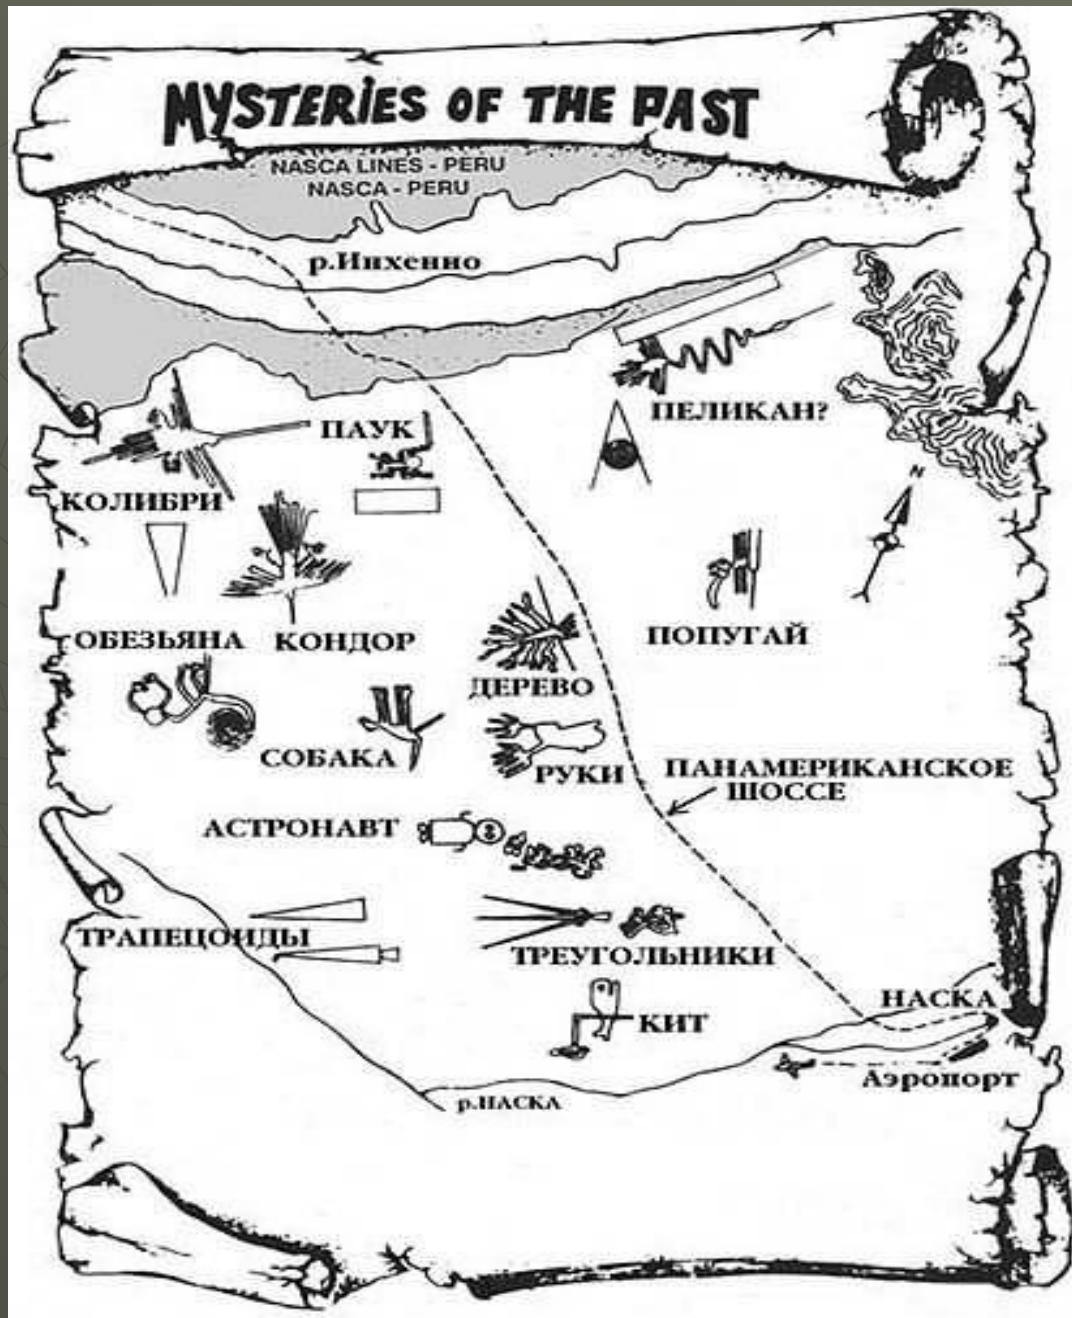 MYSTERIES OF THE PAST
NASCA LINES - PERU
NASCA - PERU
р.Инхенио
ПЕЛИКАН?
ПАУК
КОЛИБРИ
N
ОБЕЗЬЯНА
КОНДОР
ПОПУГАЙ
ДЕРЕВО
СОБАКА
РУКИ
ПАНАМЕРИКАНСКОЕ
ШОССЕ
АСТРОНАВТ
ТРАПЕЦОИДЫ
ТРЕУГОЛЬНИКИ
НАСКА
КИТ
Аэропорт
р.НАСКА